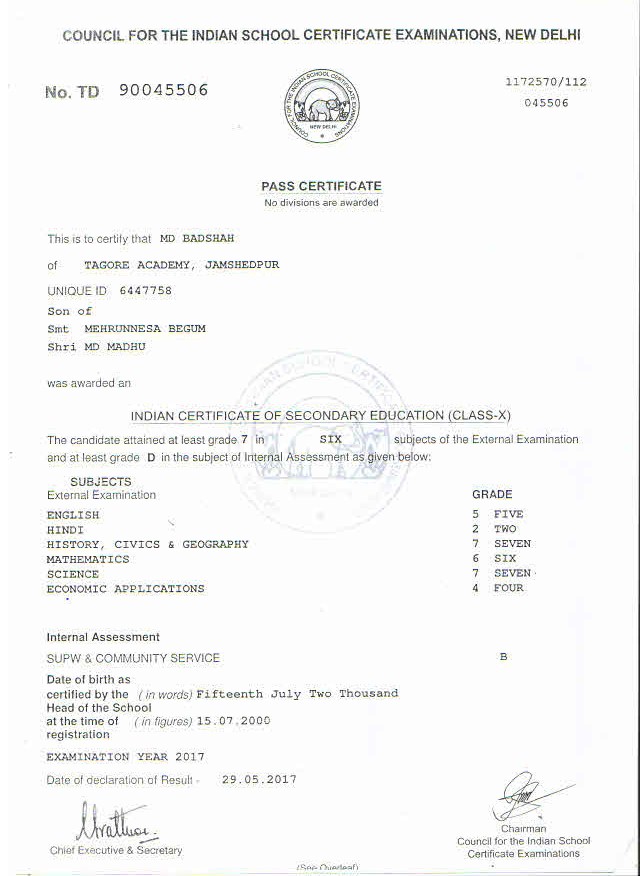 COUNCIL FOR THE INDIAN SCHOOL CERTIFICATE EXAMINATIONS, NEW DELHI
No. TD 90045506
1172570/112
045506
COUNCIL FOR THE INDIAN SCHOOL CERTIFICATE EXAMINATIONS
NEW DELHI
PASS CERTIFICATE
No divisions are awarded
This is to certify that MD BADSHAH
of TAGORE ACADEMY, JAMSHEDPUR
UNIQUE ID 6447758
Son of
Smt MEHRUNNESA BEGUM
Shri MD MADHU
was awarded an
INDIAN CERTIFICATE OF SECONDARY EDUCATION (CLASS-X)
The candidate attained at least grade 7 in SIX subjects of the External Examination
and at least grade D in the subject of Internal Assessment as given below:
SUBJECTS
External Examination GRADE
ENGLISH 5 FIVE
HINDI 2 TWO
HISTORY, CIVICS & GEOGRAPHY 7 SEVEN
MATHEMATICS 6 SIX
SCIENCE 7 SEVEN
ECONOMIC APPLICATIONS 4 FOUR
Internal Assessment
SUPW & COMMUNITY SERVICE B
Date of birth as
certified by the (in words) Fifteenth July Two Thousand
Head of the School
at the time of (in figures) 15.07.2000
registration
EXAMINATION YEAR 2017
Date of declaration of Result - 29.05.2017
Chief Executive & Secretary
Chairman
Council for the Indian School
Certificate Examinations
(See Overleaf)